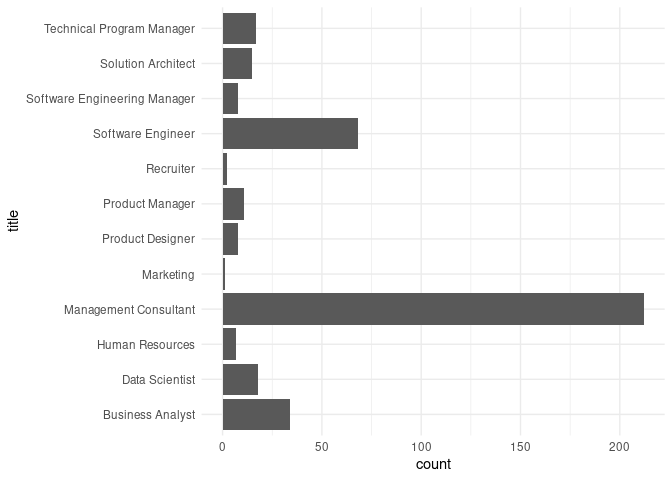 Technical Program Manager
Solution Architect
Software Engineering Manager
Software Engineer
Recruiter
Product Manager
Product Designer
Marketing
Management Consultant
Human Resources
Data Scientist
Business Analyst
title
0 50 100 150 200
count